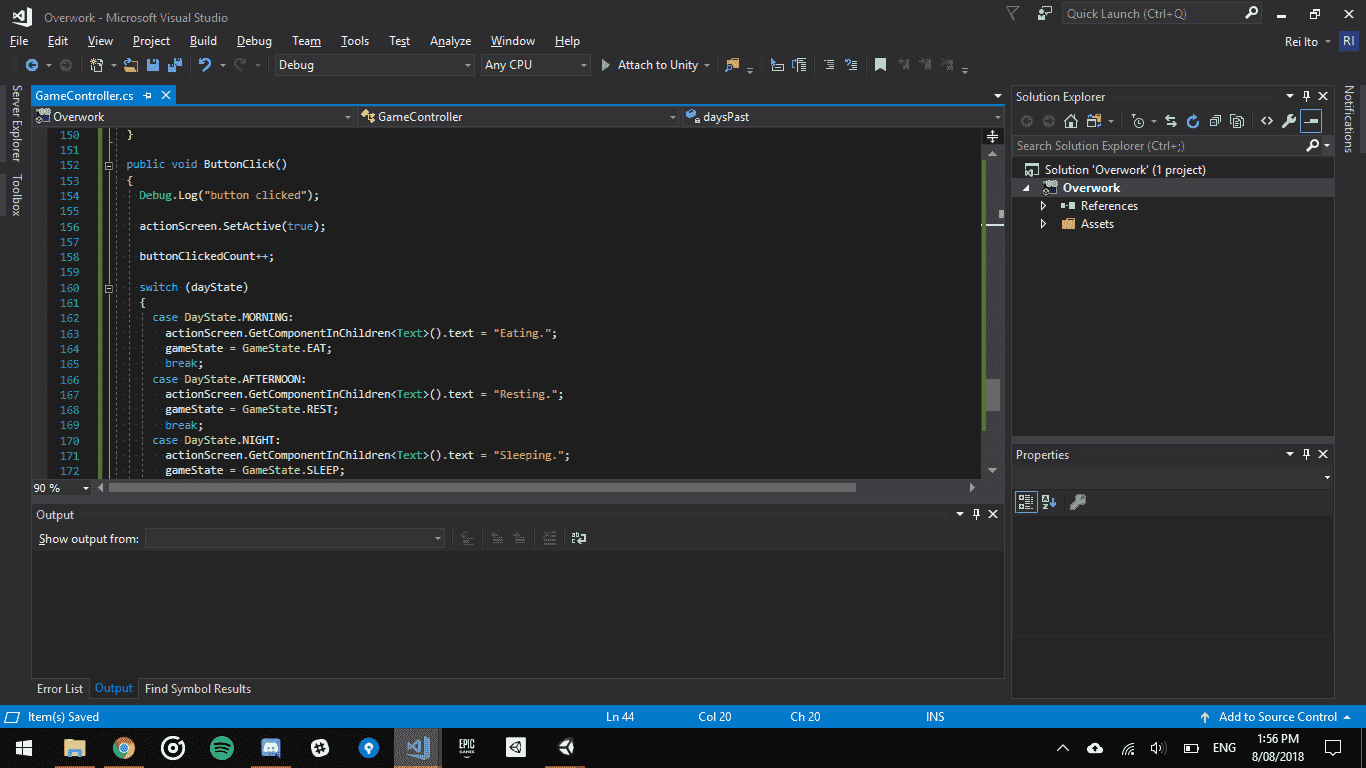 Overwork - Microsoft Visual Studio
Quick Launch (Ctrl+Q)
File Edit View Project Build Debug Team Tools Test Analyze Window Help
Rei Ito RI
Debug Any CPU Attach to Unity
Server Explorer
Toolbox
GameController.cs
Overwork GameController daysPast
150 }
151
152 public void ButtonClick()
153 {
154 Debug.Log("button clicked");
155
156 actionScreen.SetActive(true);
157
158 buttonClickedCount++;
159
160 switch (dayState)
161 {
162 case DayState.MORNING:
163 actionScreen.GetComponentInChildren<Text>().text = "Eating.";
164 gameState = GameState.EAT;
165 break;
166 case DayState.AFTERNOON:
167 actionScreen.GetComponentInChildren<Text>().text = "Resting.";
168 gameState = GameState.REST;
169 break;
170 case DayState.NIGHT:
171 actionScreen.GetComponentInChildren<Text>().text = "Sleeping.";
172 gameState = GameState.SLEEP;
90 %
Output
Show output from:
Error List Output Find Symbol Results
Solution Explorer
Search Solution Explorer (Ctrl+;)
Solution 'Overwork' (1 project)
Overwork
References
Assets
Properties
Notifications
Item(s) Saved Ln 44 Col 20 Ch 20 INS Add to Source Control
EPIC GAMES
ENG
1:56 PM
8/08/2018